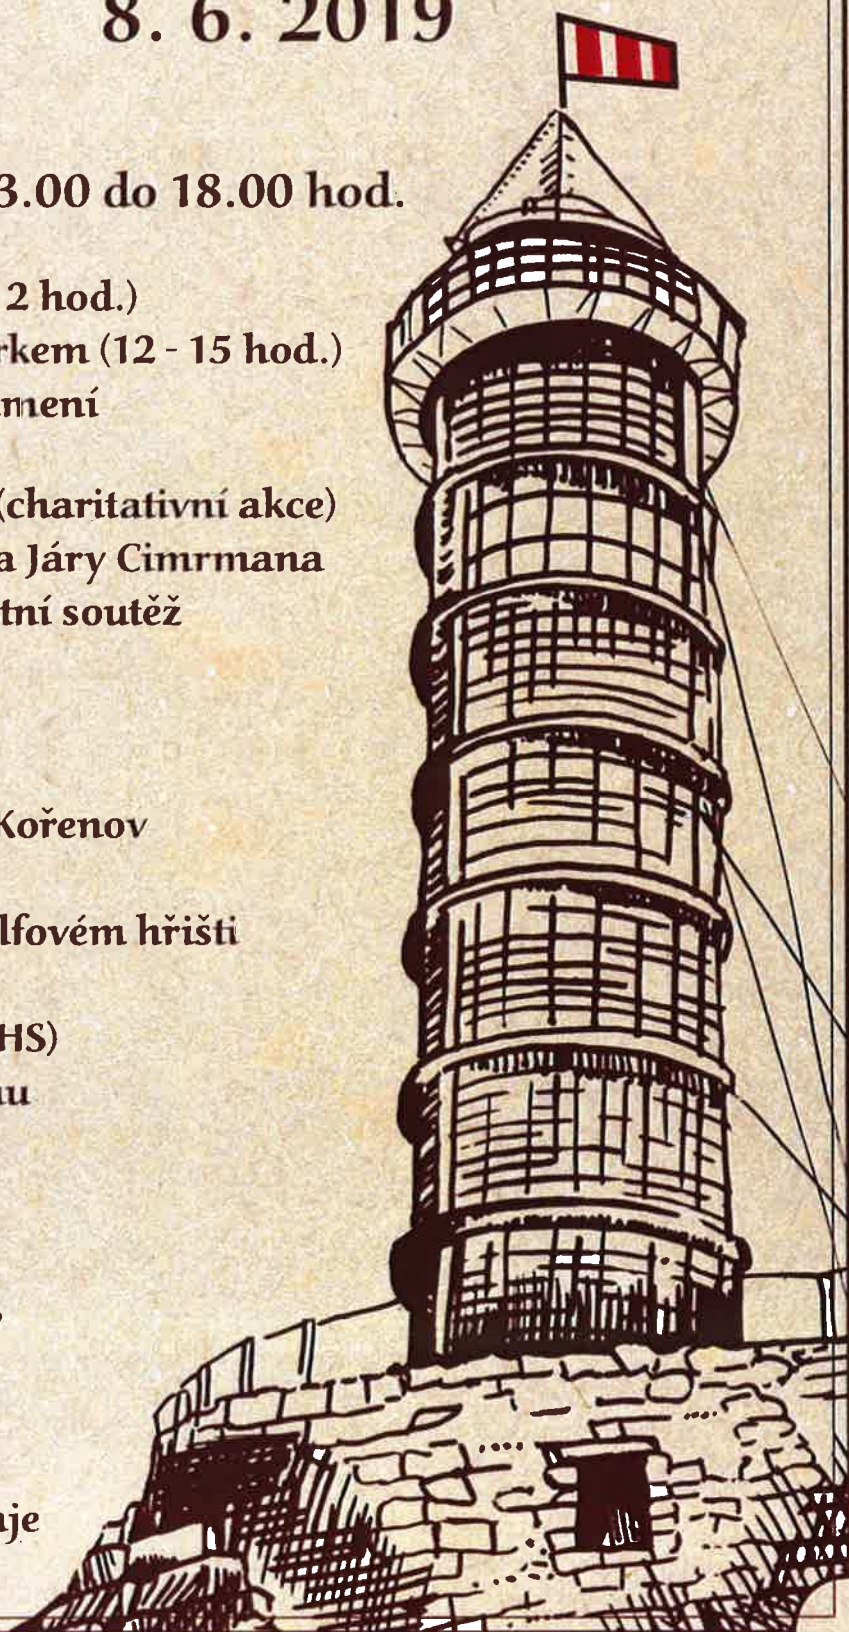 8. 6. 2019
3.00 do 18.00 hod.
2 hod.)
rkem (12 - 15 hod.)
mení
(charitativní akce)
a Járy Cimrmana
tní soutěž
Kořenov
lfovém hřišti
HS)
u
je